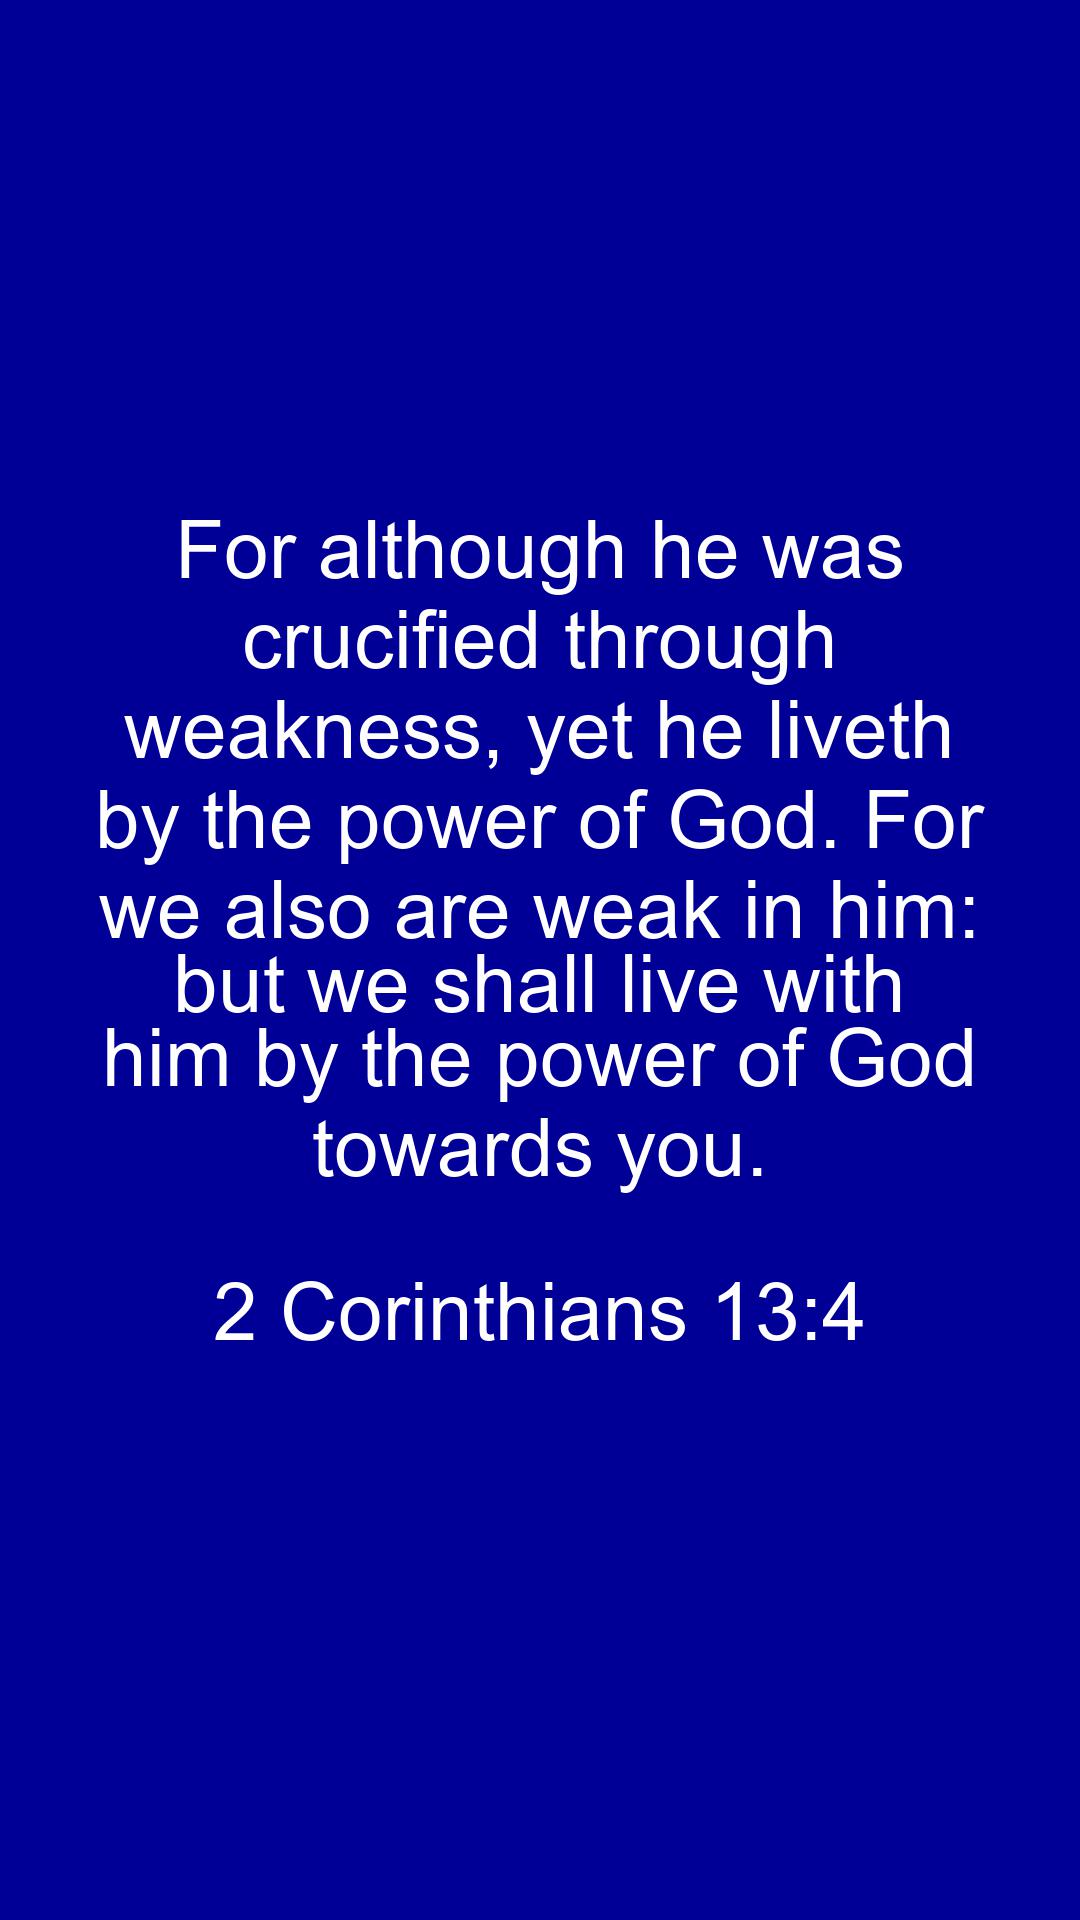 For although he was
crucified through
weakness, yet he liveth
by the power of God. For
we also are weak in him:
but we shall live with
him by the power of God
towards you.
2 Corinthians 13:4